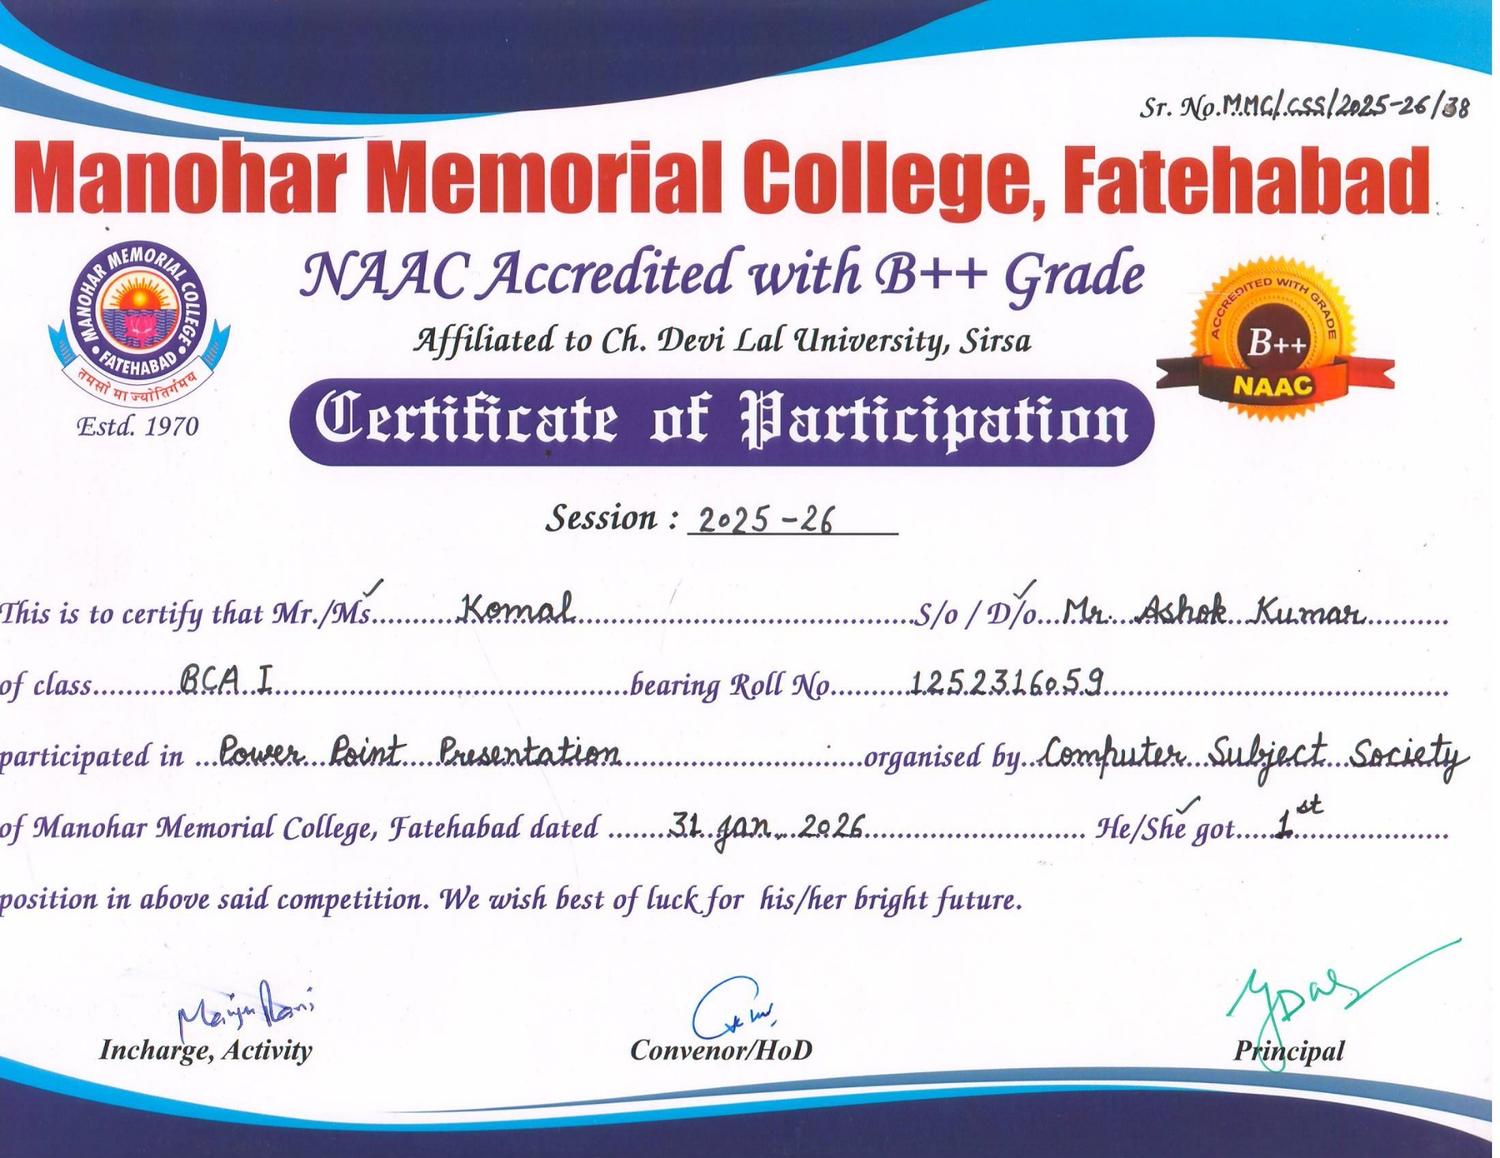 Sr. No.MMC/CSS/2025-26/38
Manohar Memorial College, Fatehabad
MANOHAR MEMORIAL COLLEGE
FATEHABAD
तमसो मा ज्योतिर्गमय
Estd. 1970
NAAC Accredited with B++ Grade
Affiliated to Ch. Devi Lal University, Sirsa
ACCREDITED WITH GRADE
B++
NAAC
Certificate of Participation
Session : 2025-26
This is to certify that Mr./Ms. Komal S/o / D/o Mr. Ashok Kumar
of class BCA I bearing Roll No. 1252316059
participated in Power Point Presentation organised by Computer Subject Society
of Manohar Memorial College, Fatehabad dated 31 Jan, 2026 He/She got 1st
position in above said competition. We wish best of luck for his/her bright future.
Incharge, Activity
Convenor/HoD
Principal